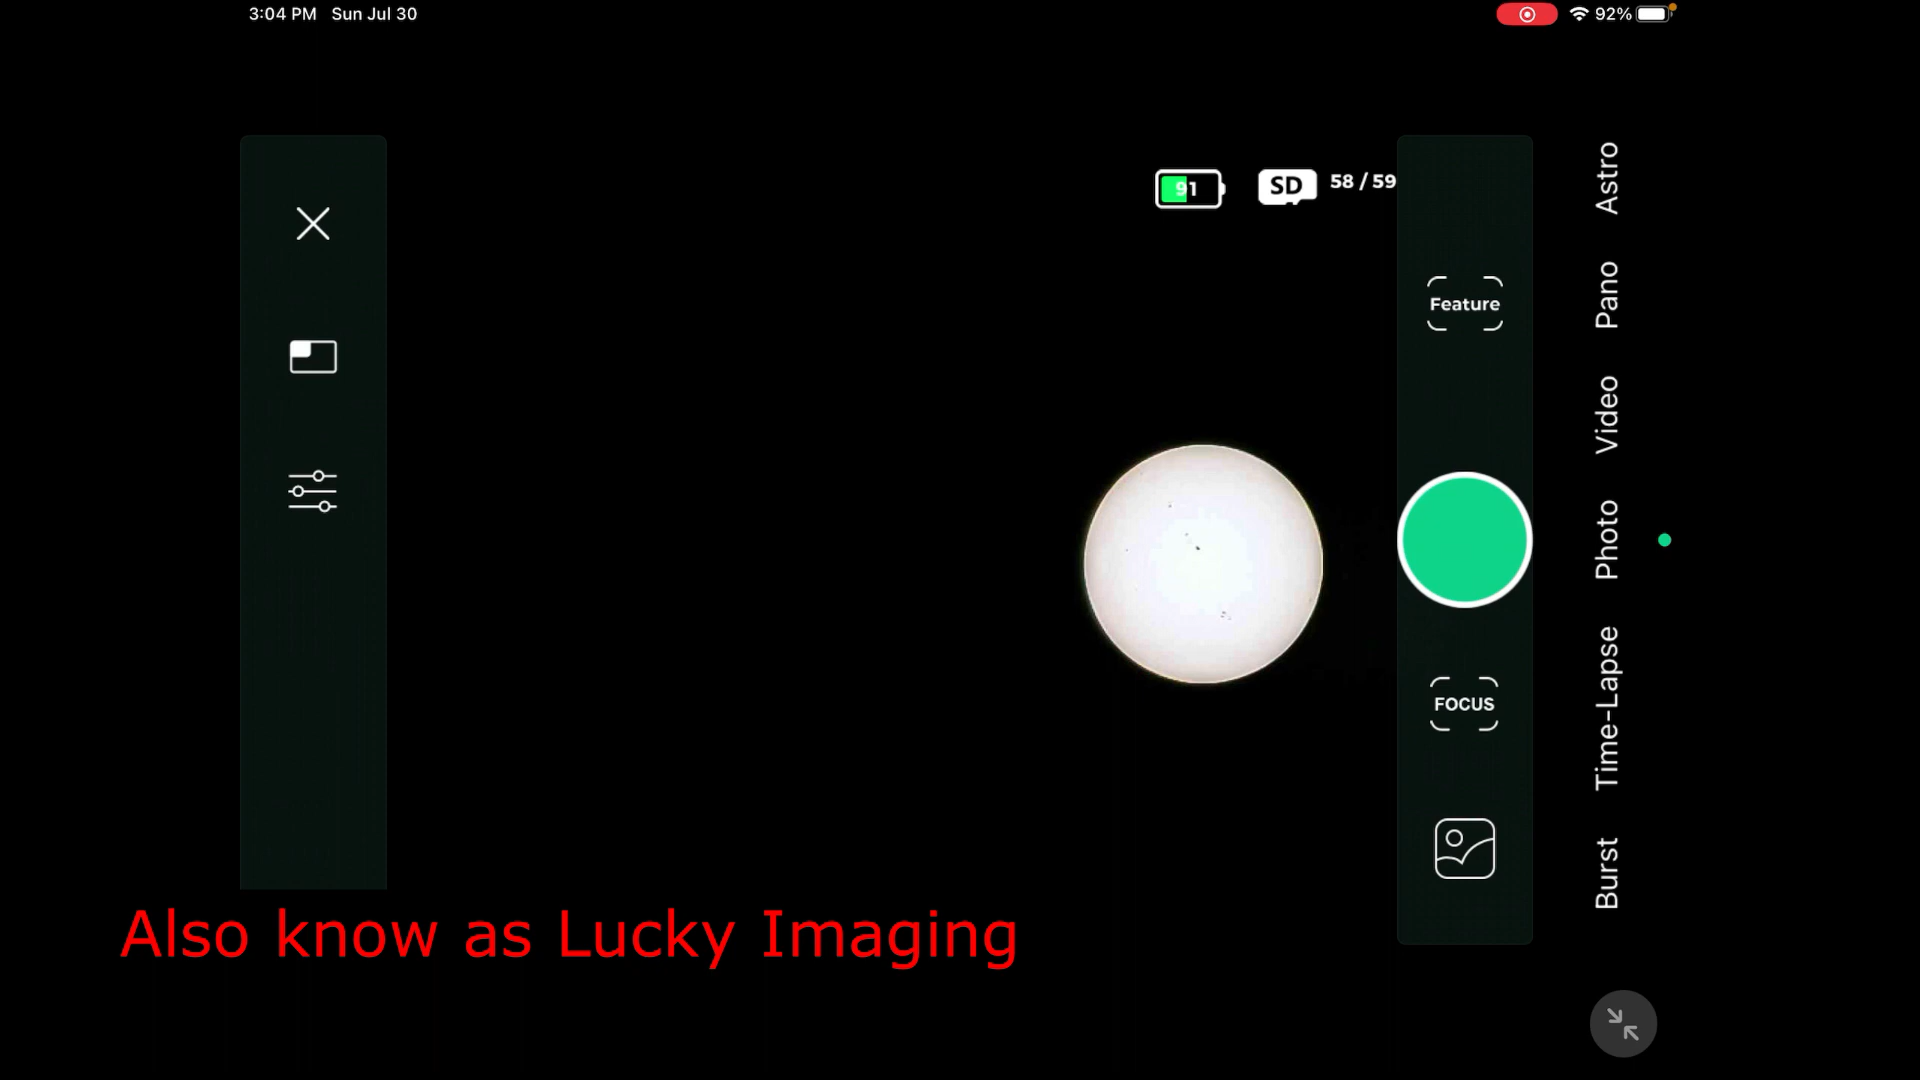 3:04 PM Sun Jul 30
92%
91
SD
58 / 59
Feature
FOCUS
Astro
Pano
Video
Photo
Time-Lapse
Burst
Also know as Lucky Imaging